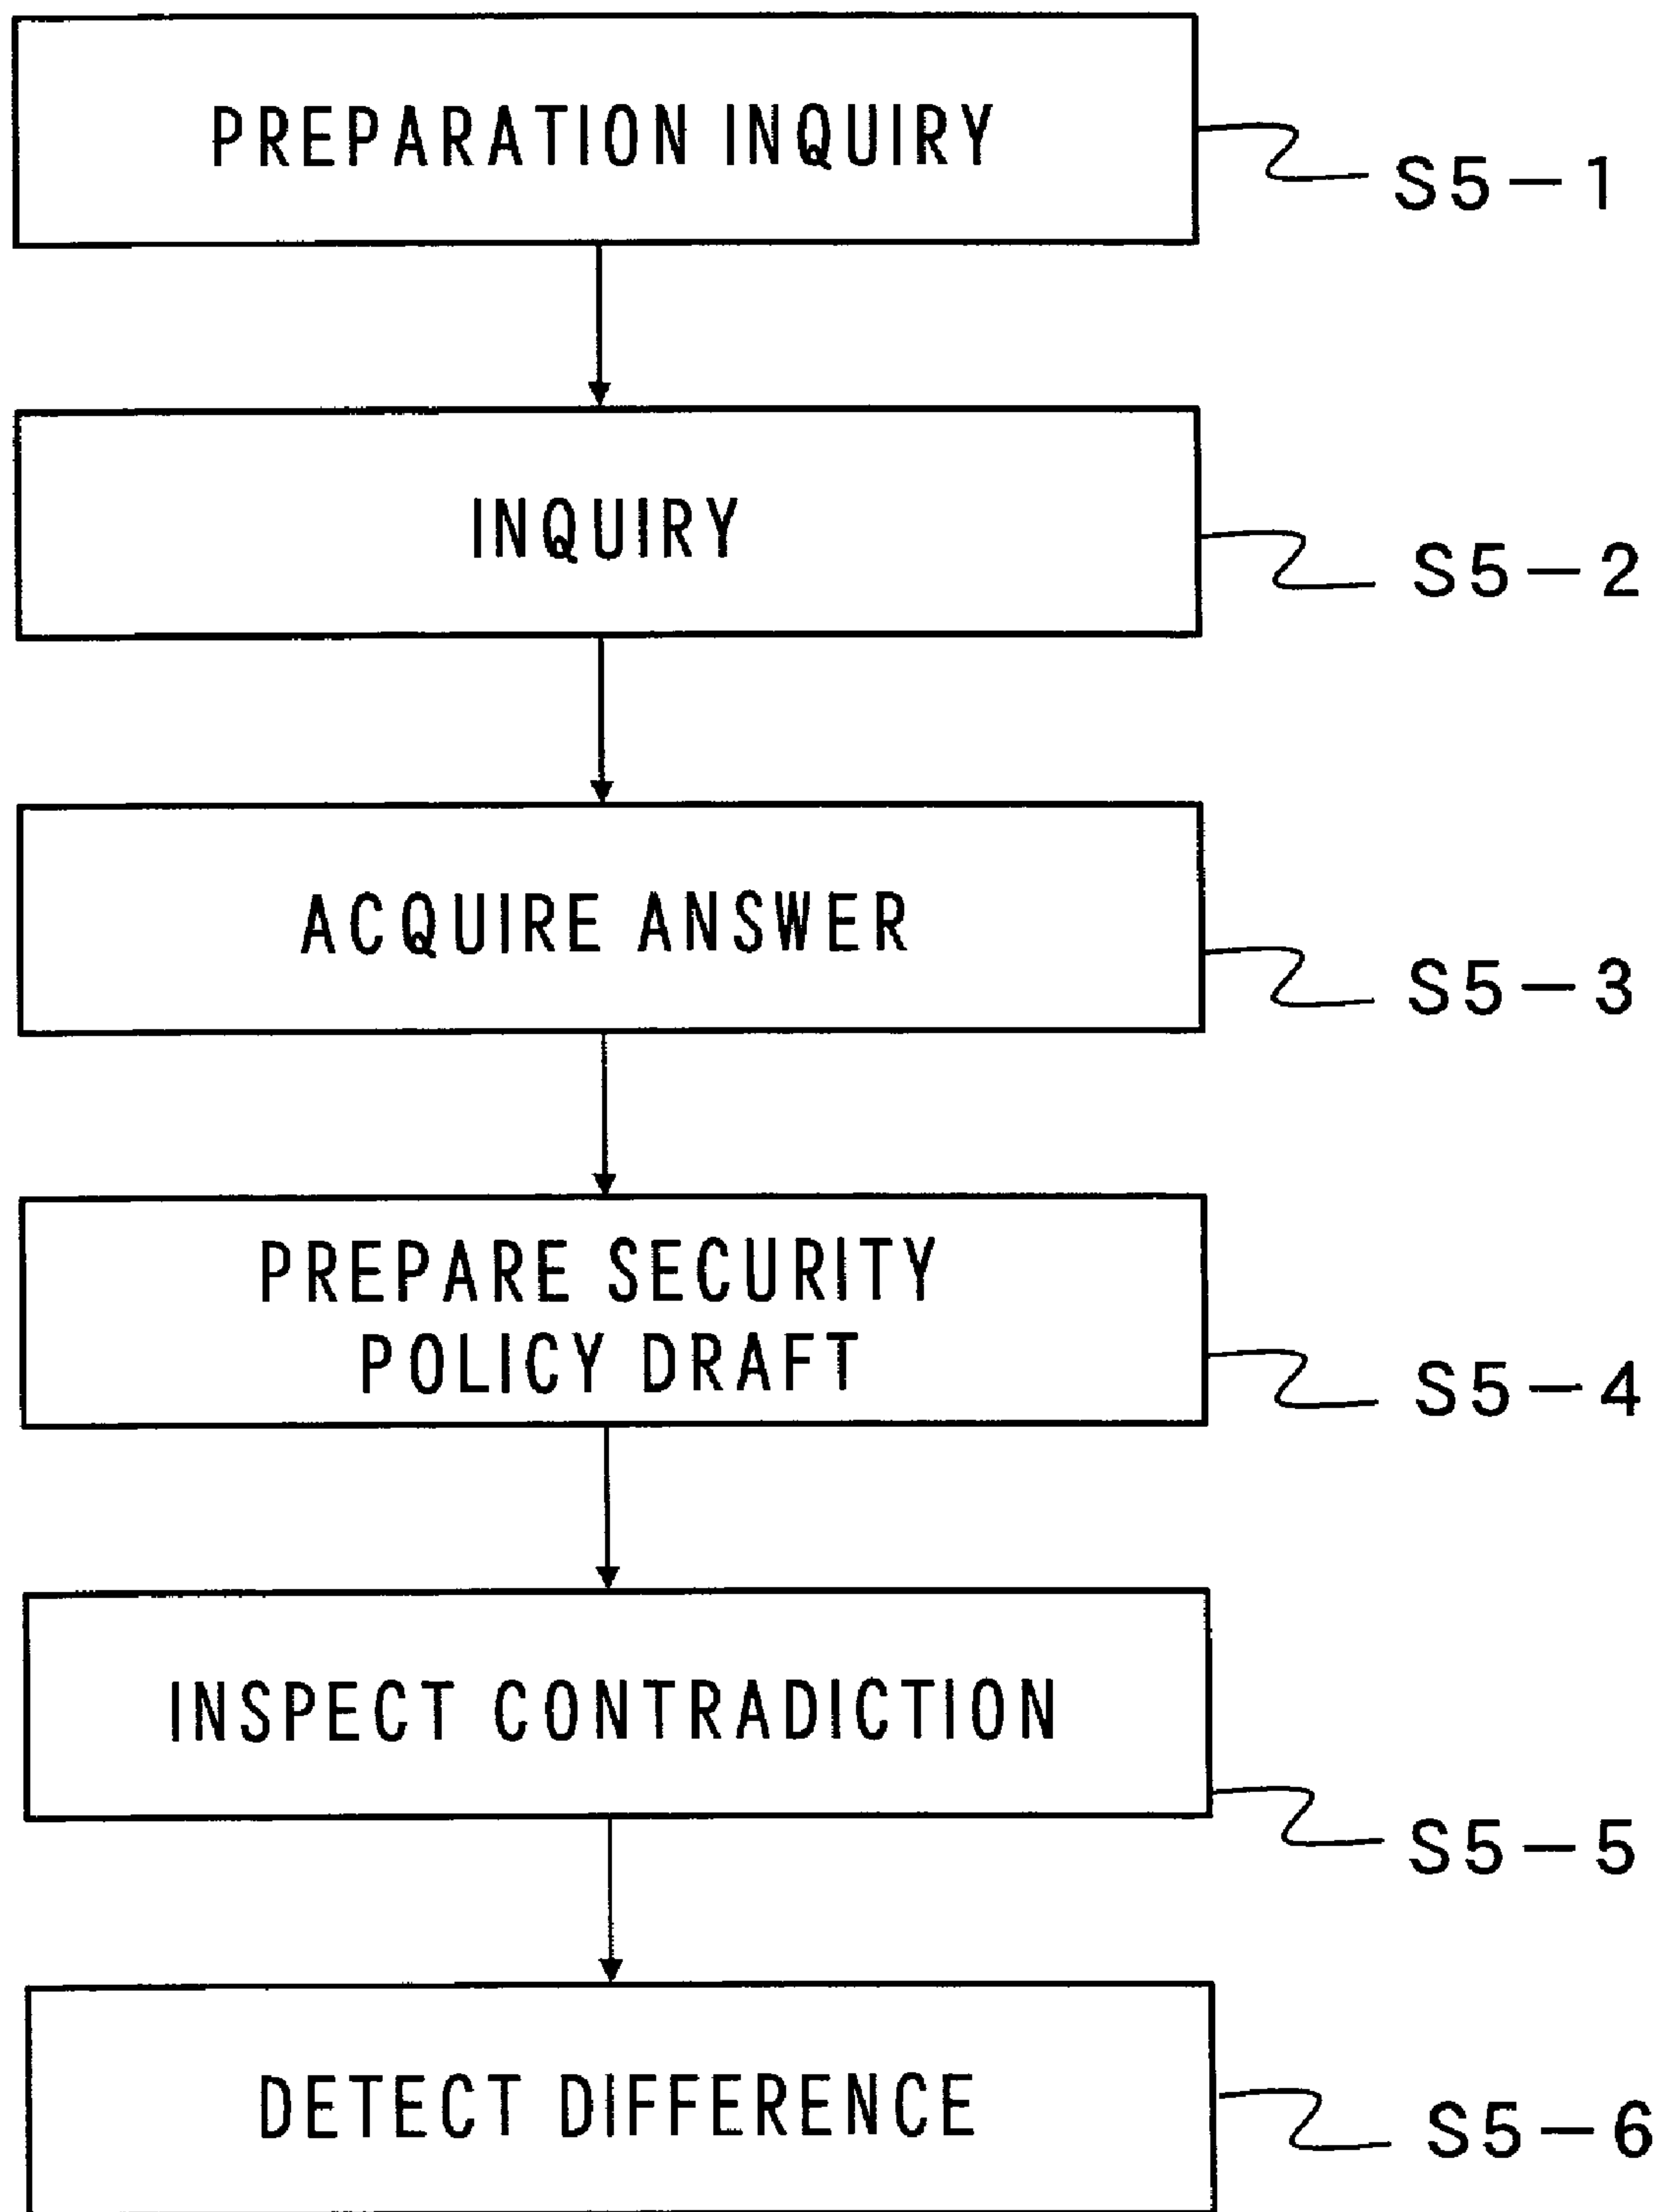 PREPARATION INQUIRY
S5-1
INQUIRY
S5-2
ACQUIRE ANSWER
S5-3
PREPARE SECURITY
POLICY DRAFT
S5-4
INSPECT CONTRADICTION
S5-5
DETECT DIFFERENCE
S5-6